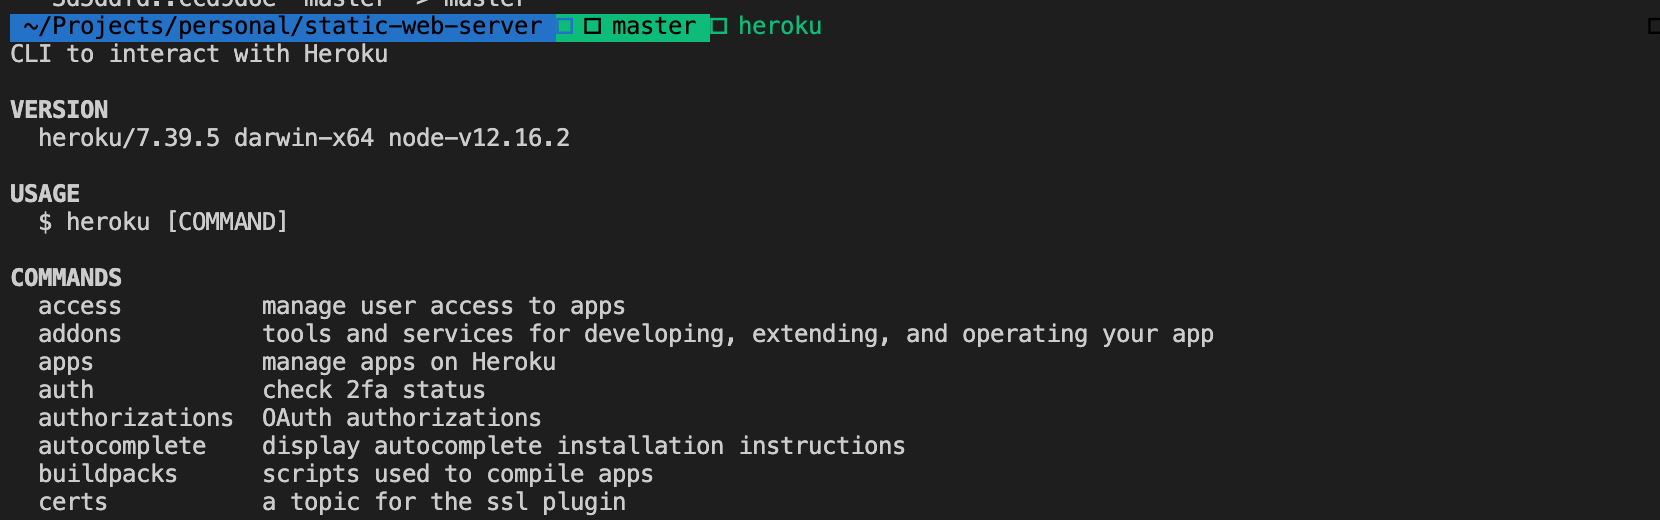 master -> master
~/Projects/personal/static-web-server master heroku
CLI to interact with Heroku
VERSION
heroku/7.39.5 darwin-x64 node-v12.16.2
USAGE
$ heroku [COMMAND]
COMMANDS
access manage user access to apps
addons tools and services for developing, extending, and operating your app
apps manage apps on Heroku
auth check 2fa status
authorizations OAuth authorizations
autocomplete display autocomplete installation instructions
buildpacks scripts used to compile apps
certs a topic for the ssl plugin